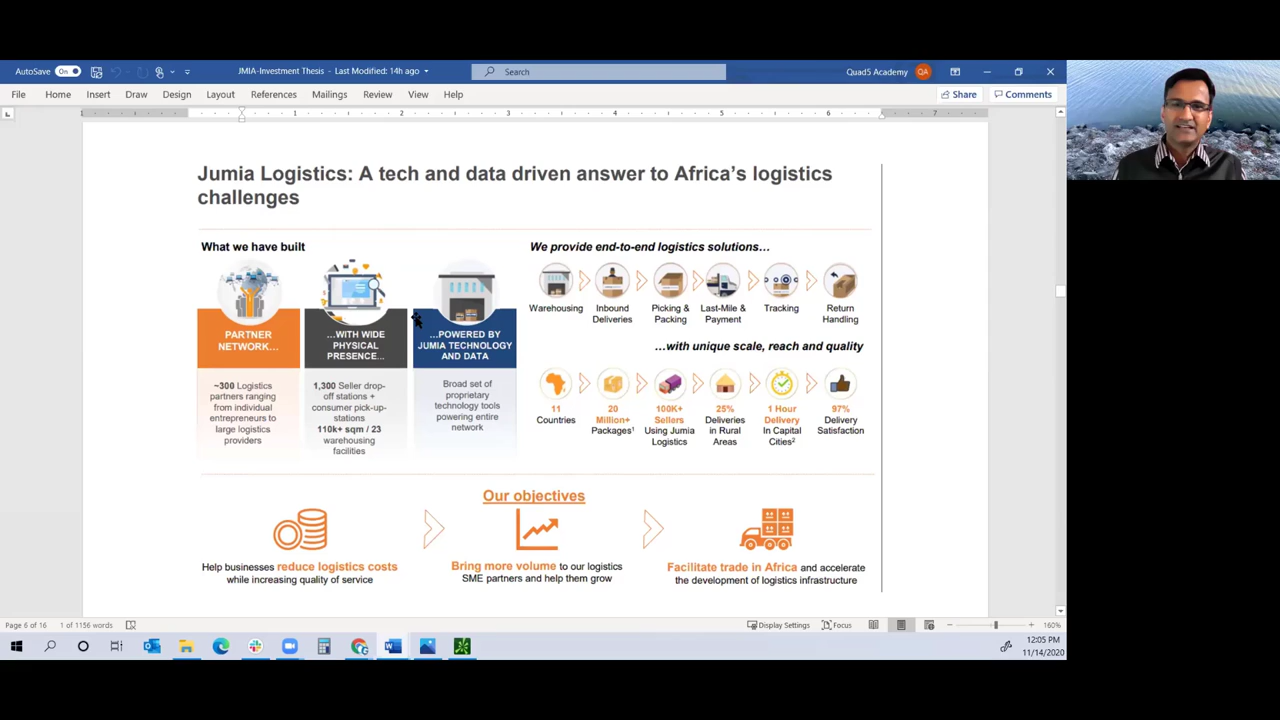 AutoSave On
JMIA-Investment Thesis - Last Modified: 14h ago
Search
Quad5 Academy QA
File Home Insert Draw Design Layout References Mailings Review View Help
Share Comments
1 1 2 3 4 5 6 7
Jumia Logistics: A tech and data driven answer to Africa's logistics
challenges
What we have built
PARTNER
NETWORK…
…WITH WIDE
PHYSICAL
PRESENCE…
…POWERED BY
JUMIA TECHNOLOGY
AND DATA
~300 Logistics
partners ranging
from individual
entrepreneurs to
large logistics
providers
1,300 Seller drop-
off stations +
consumer pick-up-
stations
110k+ sqm / 23
warehousing
facilities
Broad set of
proprietary
technology tools
powering entire
network
We provide end-to-end logistics solutions…
Warehousing
Inbound
Deliveries
Picking &
Packing
Last-Mile &
Payment
Tracking
Return
Handling
…with unique scale, reach and quality
11
Countries
20
Million+
Packages¹
100K+
Sellers
Using Jumia
Logistics
25%
Deliveries
in Rural
Areas
1 Hour
Delivery
In Capital
Cities²
97%
Delivery
Satisfaction
Our objectives
Help businesses reduce logistics costs
while increasing quality of service
Bring more volume to our logistics
SME partners and help them grow
Facilitate trade in Africa and accelerate
the development of logistics infrastructure
Page 6 of 16 1 of 1156 words
Display Settings Focus 160%
12:05 PM
11/14/2020